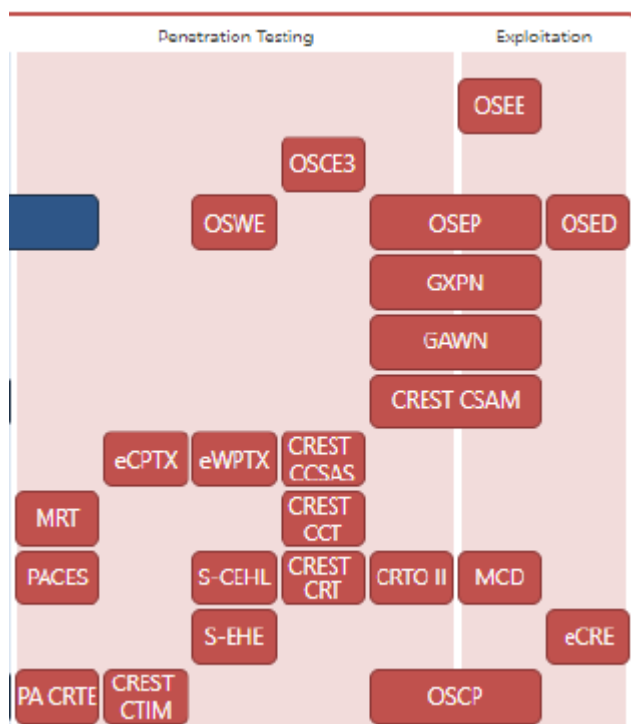 Penetration Testing Exploitation
OSEE
OSCE3
OSWE OSEP OSED
GXPN
GAWN
CREST CSAM
eCPTX eWPTX CREST CCSAS
MRT CREST CCT
PACES S-CEHL CREST CRT CRTO II MCD
S-EHE eCRE
PA CRTE CREST CTIM OSCP